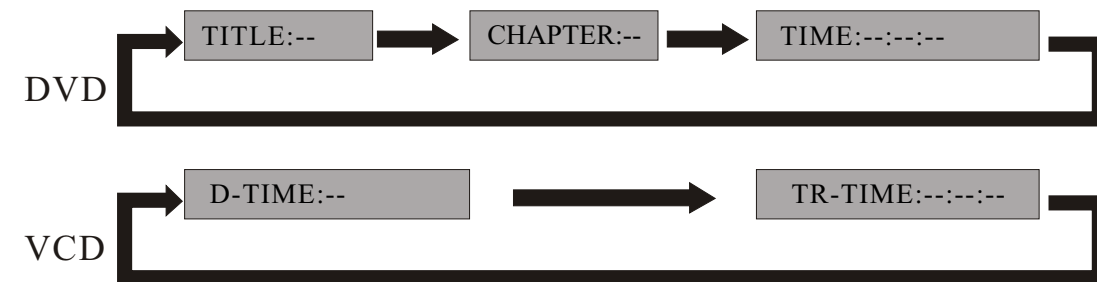 TITLE:-- CHAPTER:-- TIME:--:--:--
DVD
D-TIME:-- TR-TIME:--:--:--
VCD